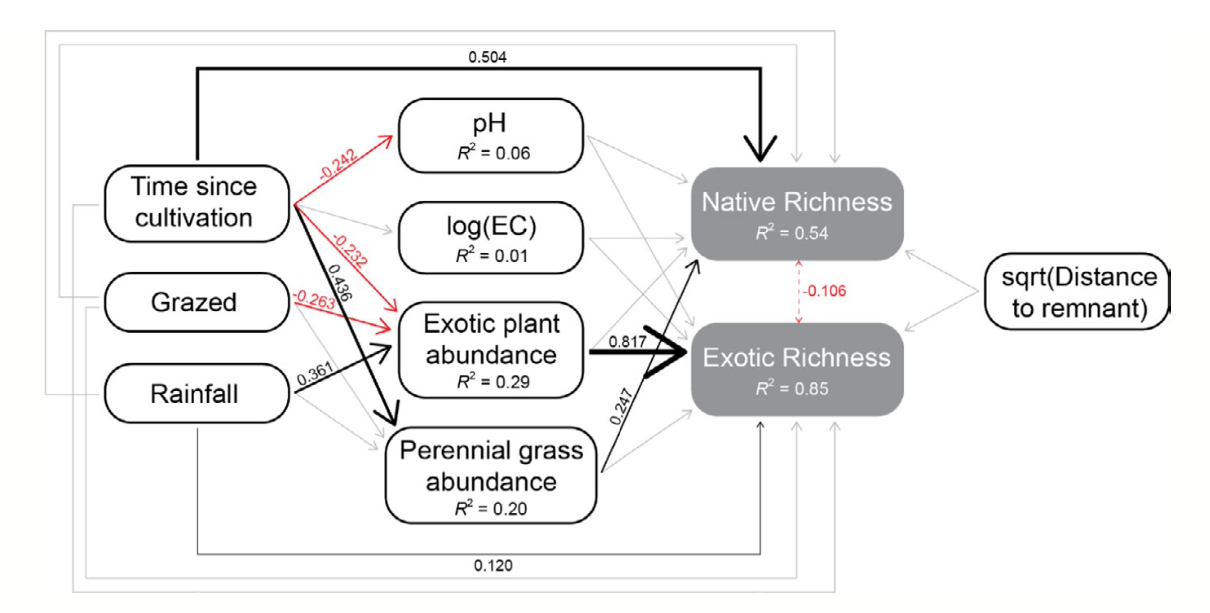 0.504
pH
R² = 0.06
-0.242
Time since
cultivation
Native Richness
R² = 0.54
log(EC)
R² = 0.01
-0.232
0.436
sqrt(Distance
to remnant)
Grazed
-0.263
-0.106
Exotic plant
abundance
R² = 0.29
0.817
Exotic Richness
R² = 0.85
Rainfall
0.361
0.247
Perennial grass
abundance
R² = 0.20
0.120